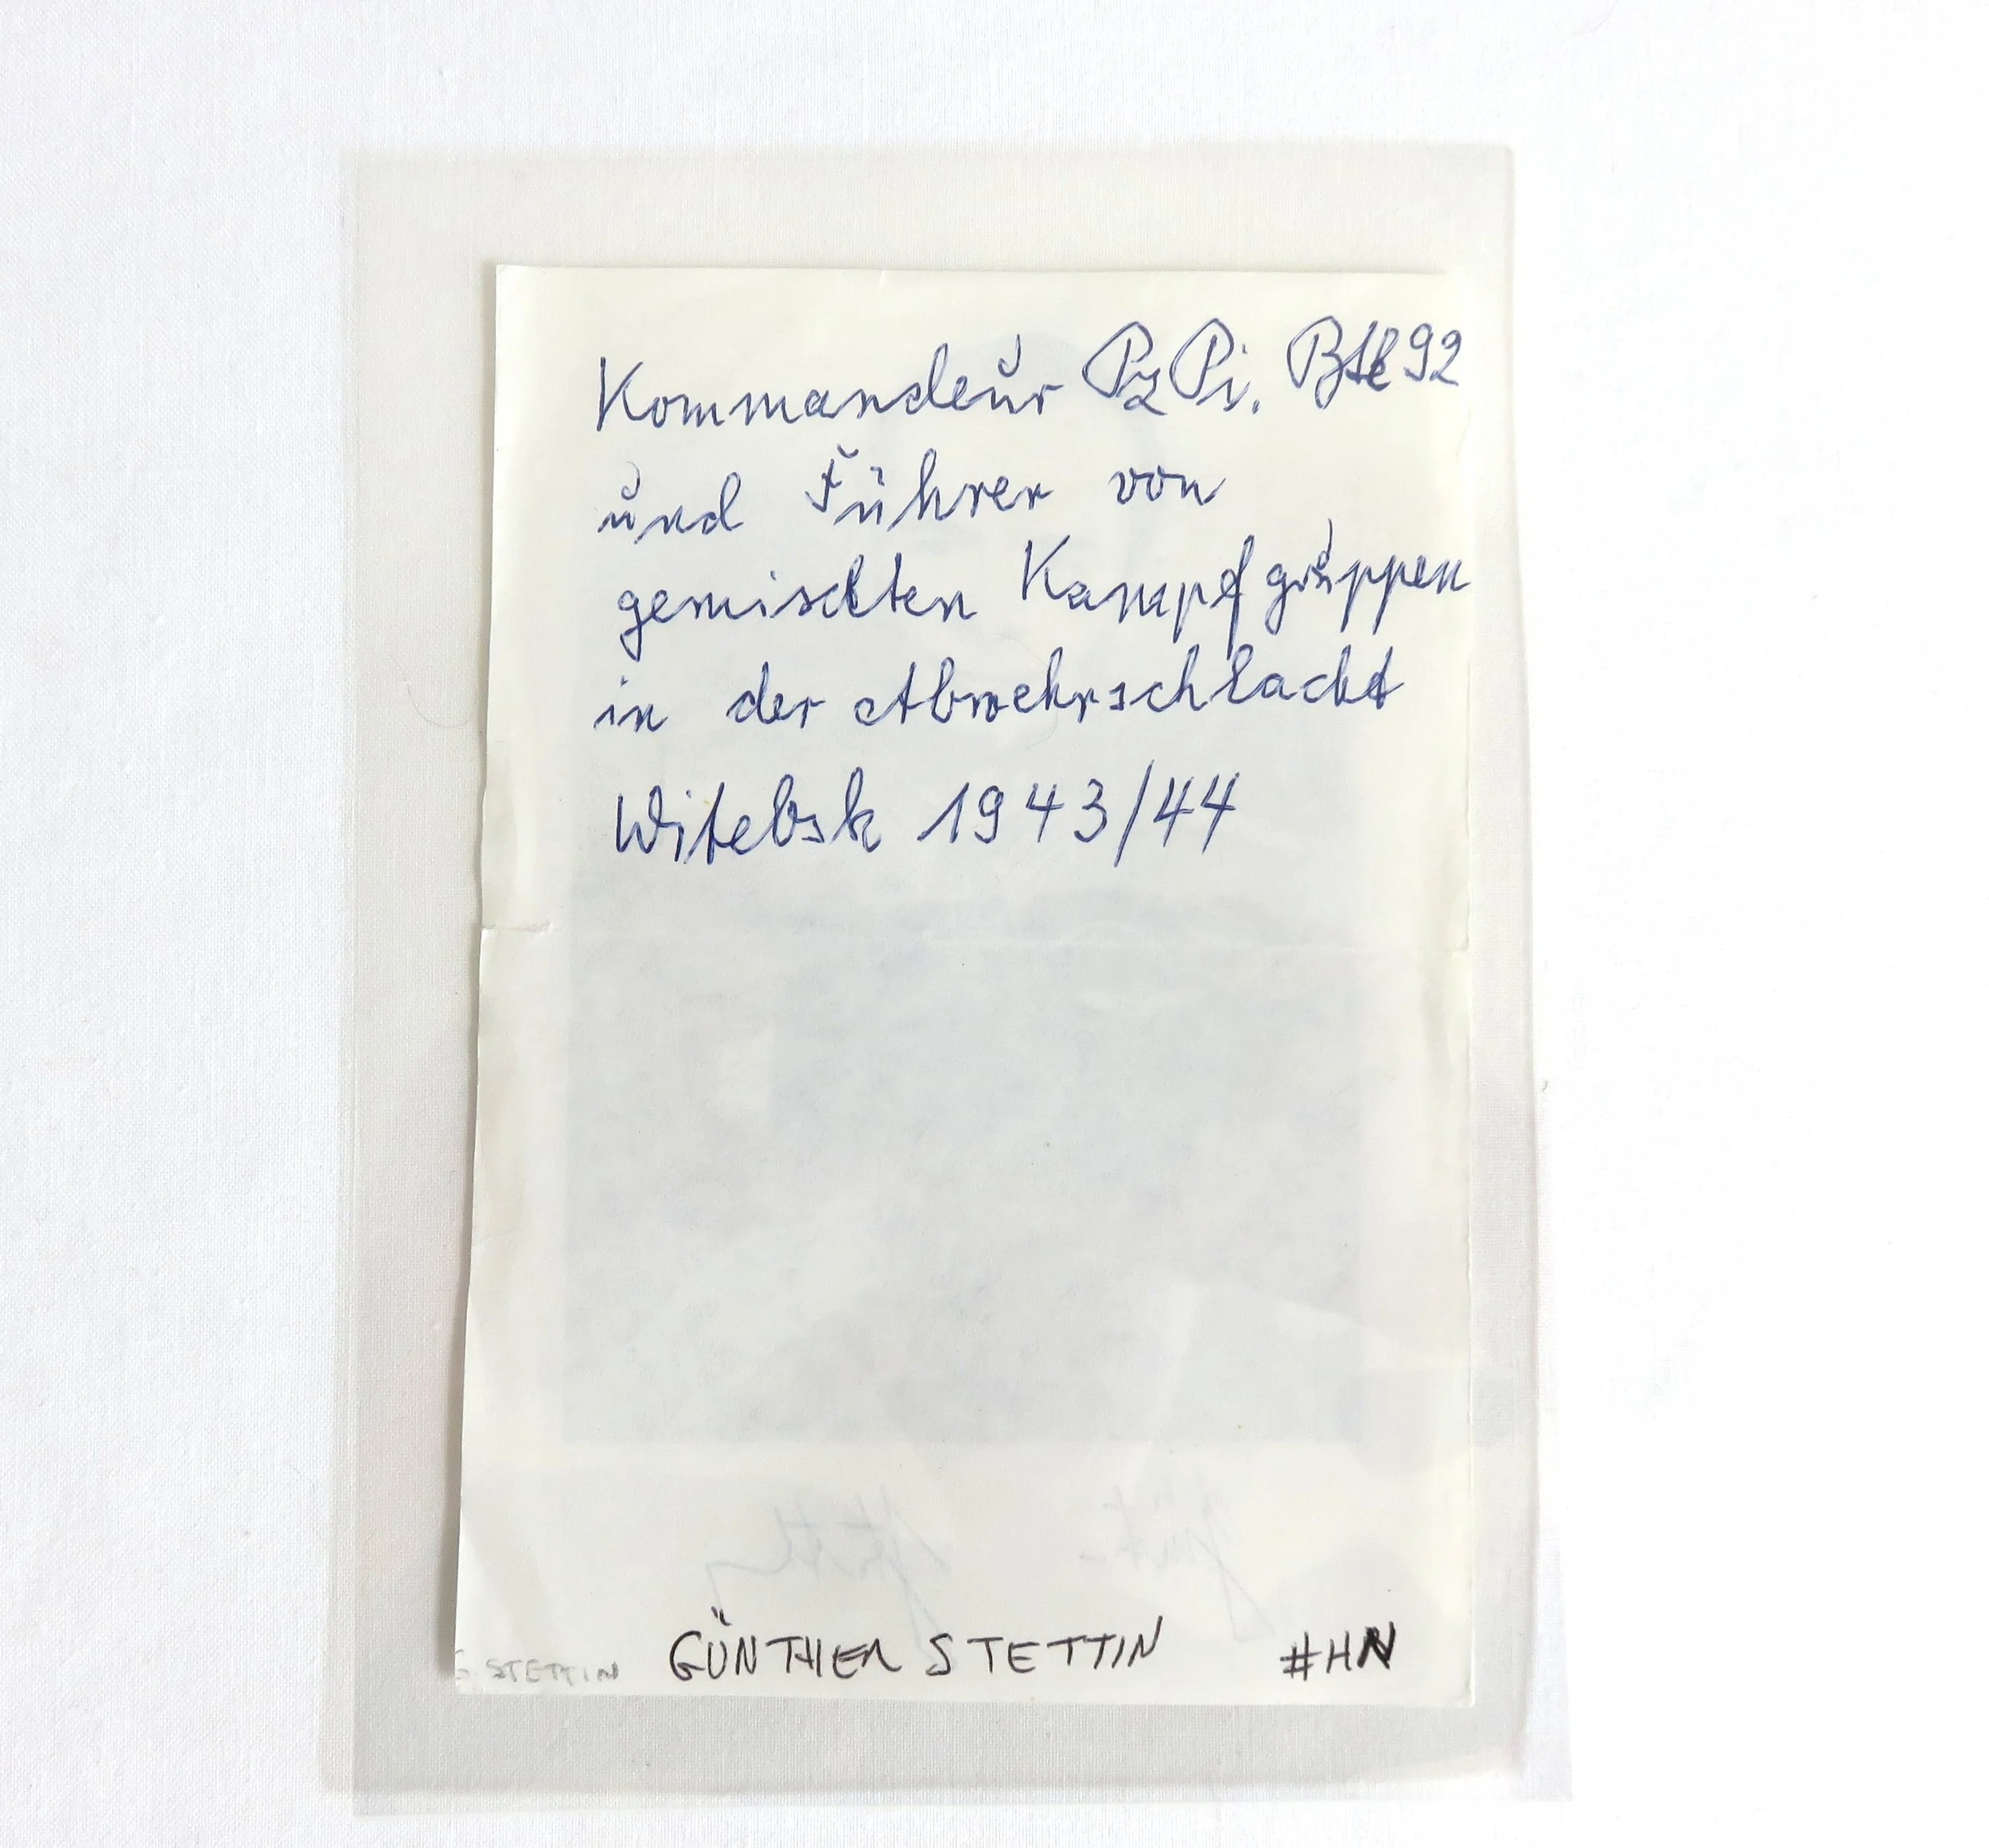 Kommandeur Pz Pi. Btl 92
und Führer von
gemischten Kampfgruppen
in der Abwehrschlacht
Witebsk 1943/44
G STETTIN GÜNTHER STETTIN #HN